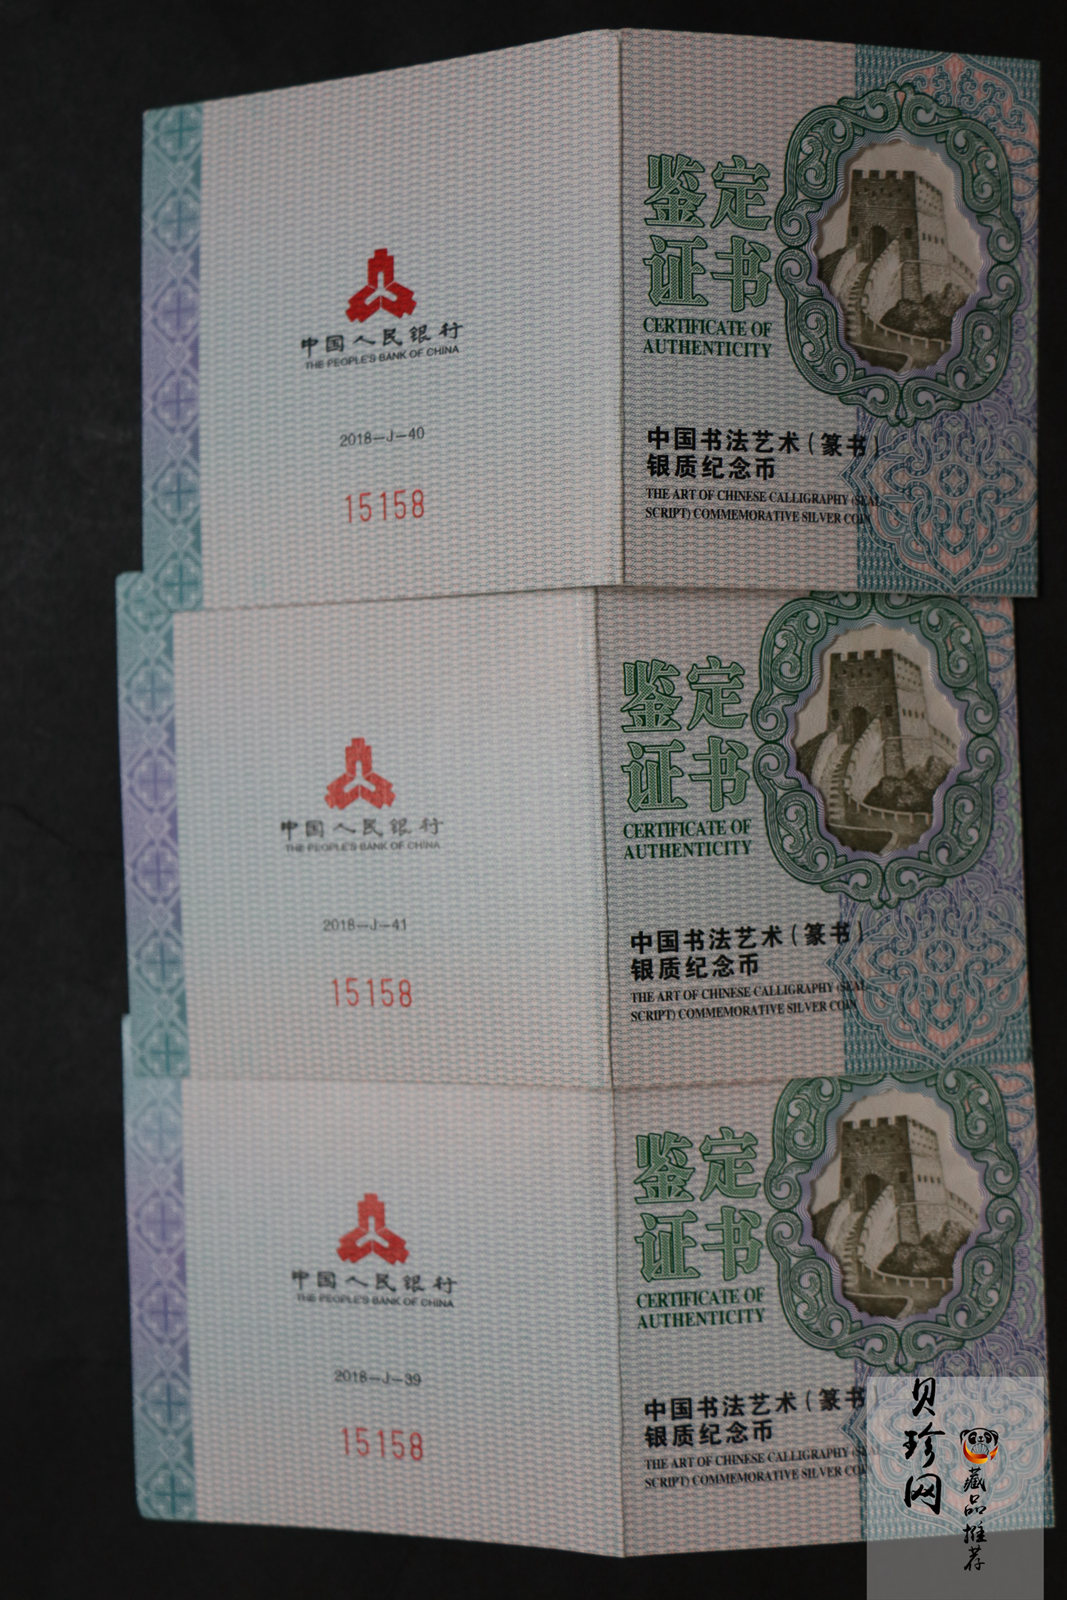 中国人民银行
THE PEOPLE'S BANK OF CHINA
2018-J-40
15158
鉴定
证书
CERTIFICATE OF
AUTHENTICITY
中国书法艺术(篆书)
银质纪念币
THE ART OF CHINESE CALLIGRAPHY (SEAL
SCRIPT) COMMEMORATIVE SILVER COIN
中国人民银行
THE PEOPLE'S BANK OF CHINA
2018-J-41
15158
鉴定
证书
CERTIFICATE OF
AUTHENTICITY
中国书法艺术(篆书)
银质纪念币
THE ART OF CHINESE CALLIGRAPHY (SEAL
SCRIPT) COMMEMORATIVE SILVER COIN
中国人民银行
THE PEOPLE'S BANK OF CHINA
2018-J-39
15158
鉴定
证书
CERTIFICATE OF
AUTHENTICITY
中国书法艺术(篆书)
银质纪念币
THE ART OF CHINESE CALLIGRAPHY (SEAL
SCRIPT) COMMEMORATIVE SILVER
贝珍网
藏品推荐